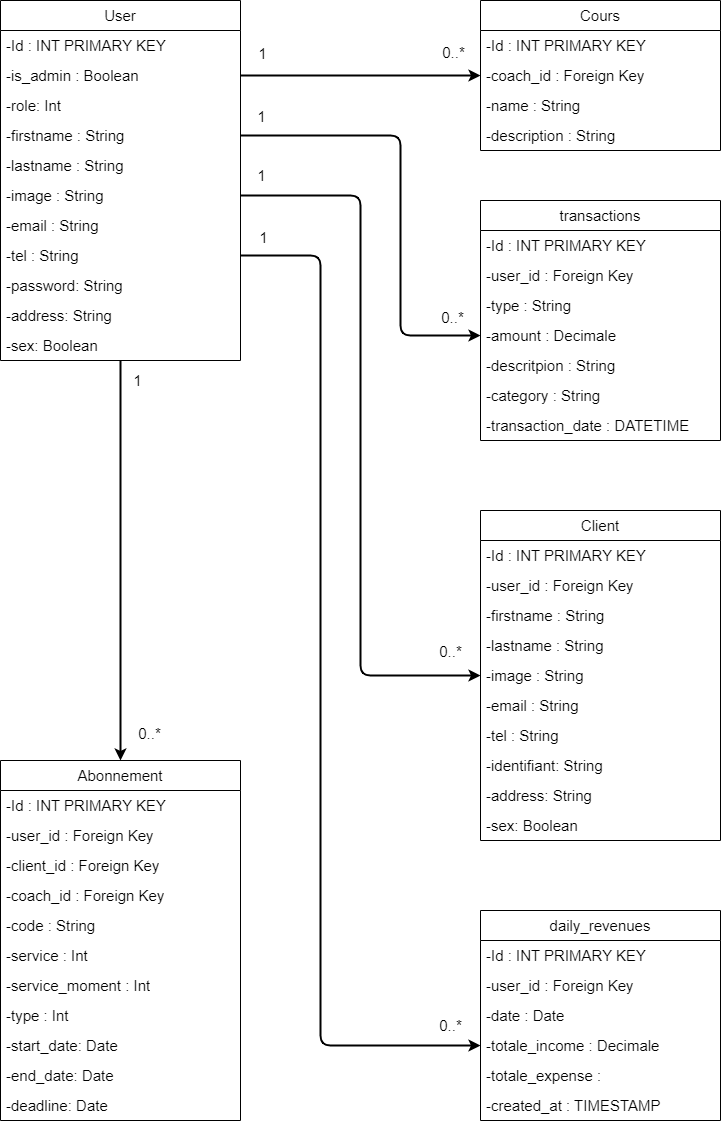 User
-Id : INT PRIMARY KEY
-is_admin : Boolean
-role: Int
-firstname : String
-lastname : String
-image : String
-email : String
-tel : String
-password: String
-address: String
-sex: Boolean
1
0..*
1
1
1
1
0..*
Cours
-Id : INT PRIMARY KEY
-coach_id : Foreign Key
-name : String
-description : String
transactions
-Id : INT PRIMARY KEY
-user_id : Foreign Key
-type : String
0..*
-amount : Decimale
-descritpion : String
-category : String
-transaction_date : DATETIME
Client
-Id : INT PRIMARY KEY
-user_id : Foreign Key
-firstname : String
-lastname : String
0..*
-image : String
-email : String
-tel : String
-identifiant: String
-address: String
-sex: Boolean
Abonnement
-Id : INT PRIMARY KEY
-user_id : Foreign Key
-client_id : Foreign Key
-coach_id : Foreign Key
-code : String
-service : Int
-service_moment : Int
-type : Int
-start_date: Date
-end_date: Date
-deadline: Date
daily_revenues
-Id : INT PRIMARY KEY
-user_id : Foreign Key
-date : Date
0..*
-totale_income : Decimale
-totale_expense :
-created_at : TIMESTAMP